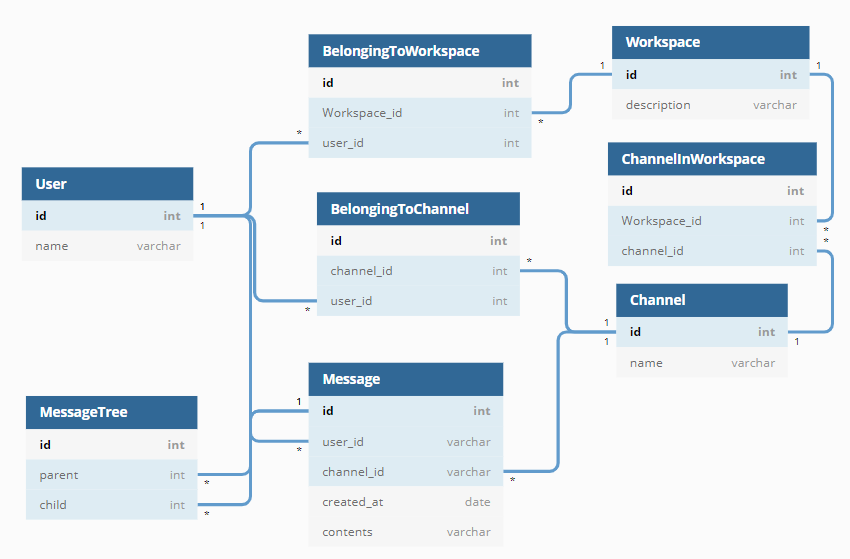 BelongingToWorkspace
id int
Workspace_id int
user_id int
Workspace
id int
description varchar
ChannelInWorkspace
id int
Workspace_id int
channel_id int
User
id int
name varchar
BelongingToChannel
id int
channel_id int
user_id int
Channel
id int
name varchar
Message
id int
user_id varchar
channel_id varchar
created_at date
contents varchar
MessageTree
id int
parent int
child int
1
1
*
*
1
1
*
*
*
*
1
1
1
1
*
*
*
*